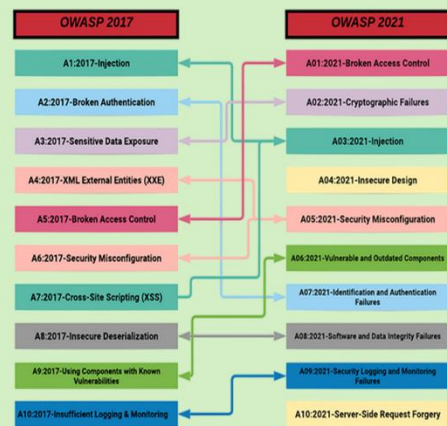 OWASP 2017
A1:2017-Injection
A2:2017-Broken Authentication
A3:2017-Sensitive Data Exposure
A4:2017-XML External Entities (XXE)
A5:2017-Broken Access Control
A6:2017-Security Misconfiguration
A7:2017-Cross-Site Scripting (XSS)
A8:2017-Insecure Deserialization
A9:2017-Using Components with Known
Vulnerabilities
A10:2017-Insufficient Logging & Monitoring
OWASP 2021
A01:2021-Broken Access Control
A02:2021-Cryptographic Failures
A03:2021-Injection
A04:2021-Insecure Design
A05:2021-Security Misconfiguration
A06:2021-Vulnerable and Outdated Components
A07:2021-Identification and Authentication
Failures
A08:2021-Software and Data Integrity Failures
A09:2021-Security Logging and Monitoring
Failures
A10:2021-Server-Side Request Forgery